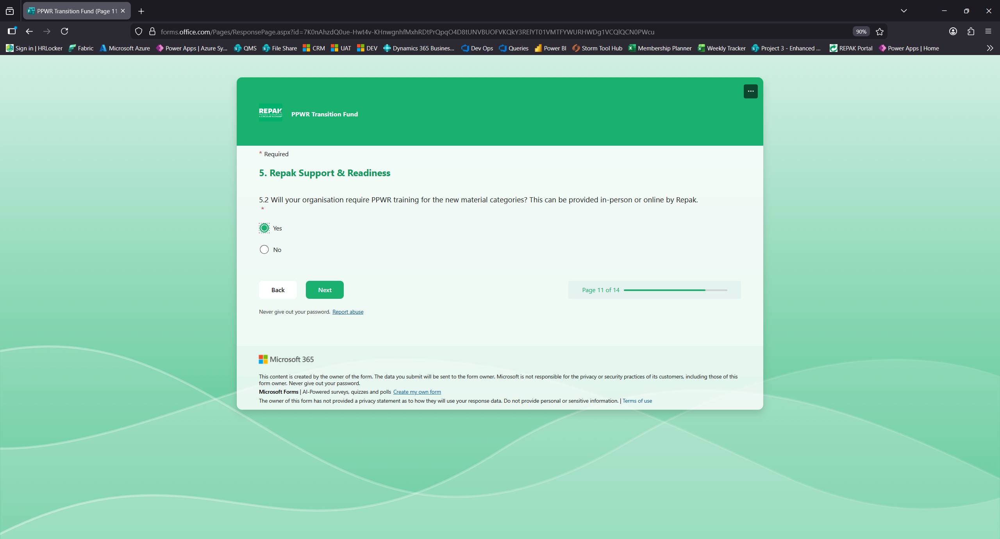 PPWR Transition Fund (Page 11
forms.office.com/Pages/ResponsePage.aspx?id=7K0nAhzdQ0ue-Hwt4v-KHnwgnhfMxhRDtPrQpqO4D8tUNVBUOFVKQkY3RElYT01VMTFYWURHWDg1VCQlQCN0PWcu
90%
Sign in | HRLocker Fabric Microsoft Azure Power Apps | Azure Sy... QMS File Share CRM UAT DEV Dynamics 365 Busines... Dev Ops Queries Power BI Storm Tool Hub Membership Planner Weekly Tracker Project 3 - Enhanced ... REPAK Portal Power Apps | Home
REPAK
PROUDLY SUPPORTING
A CIRCULAR ECONOMY
PPWR Transition Fund
* Required
5. Repak Support & Readiness
5.2 Will your organisation require PPWR training for the new material categories? This can be provided in-person or online by Repak.
*
Yes
No
Back Next Page 11 of 14
Never give out your password. Report abuse
Microsoft 365
This content is created by the owner of the form. The data you submit will be sent to the form owner. Microsoft is not responsible for the privacy or security practices of its customers, including those of this
form owner. Never give out your password.
Microsoft Forms | AI-Powered surveys, quizzes and polls Create my own form
The owner of this form has not provided a privacy statement as to how they will use your response data. Do not provide personal or sensitive information. | Terms of use